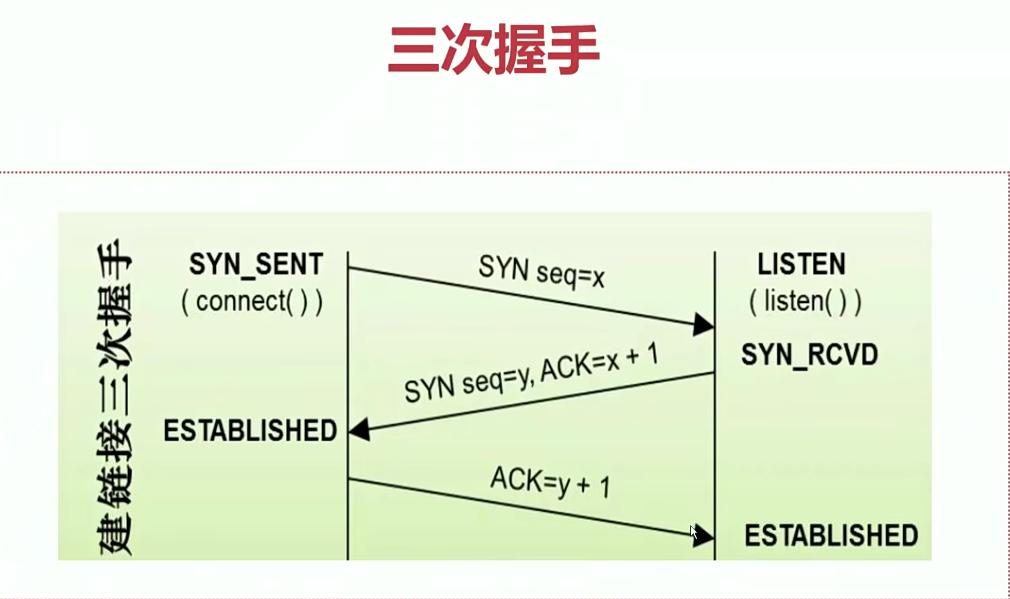 三次握手
建链接三次握手
SYN_SENT
( connect( ) )
SYN seq=x
LISTEN
( listen( ) )
SYN_RCVD
SYN seq=y, ACK=x + 1
ESTABLISHED
ACK=y + 1
ESTABLISHED